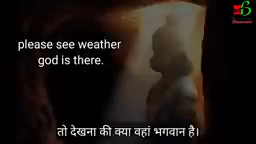 please see weather
god is there.
तो देखना की क्या वहां भगवान है।